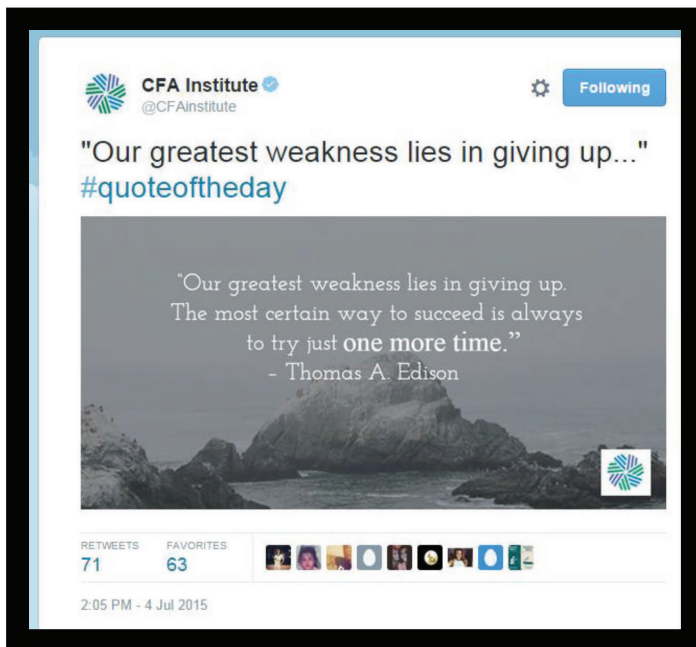 CFA Institute
@CFAinstitute
Following
"Our greatest weakness lies in giving up..."
#quoteoftheday
"Our greatest weakness lies in giving up.
The most certain way to succeed is always
to try just one more time.”
– Thomas A. Edison
RETWEETS FAVORITES
71 63
2:05 PM - 4 Jul 2015